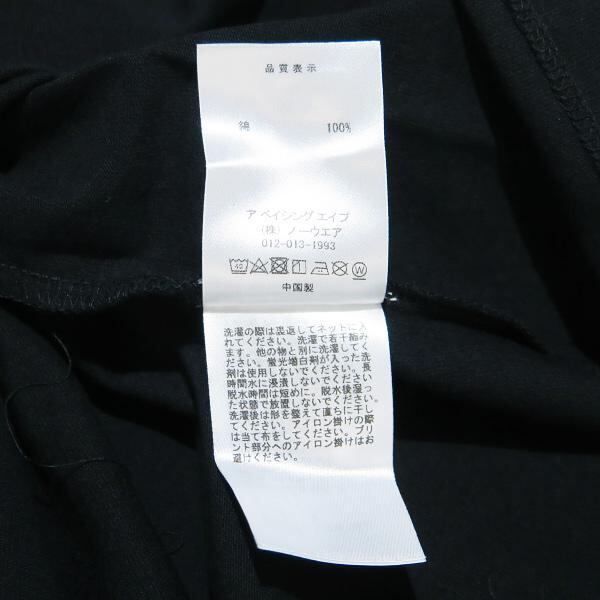 品質表示
綿 100%
ア ベイシング エイプ
(株) ノーウエア
012-013-1993
40 W
中国製
洗濯の際は裏返してネットに入
れてください。洗濯で若干縮み
ます。他の物と別に洗濯してく
ださい。蛍光増白剤が入った洗
剤は使用しないでください。長
時間水に浸漬しないでください。
脱水時間は短めに。脱水後湿っ
た状態で放置しないでください。
洗濯後は形を整えて直ちに干し
てください。アイロン掛けの際
は当て布をしてください。プリ
ント部分へのアイロン掛けはお
避けください。